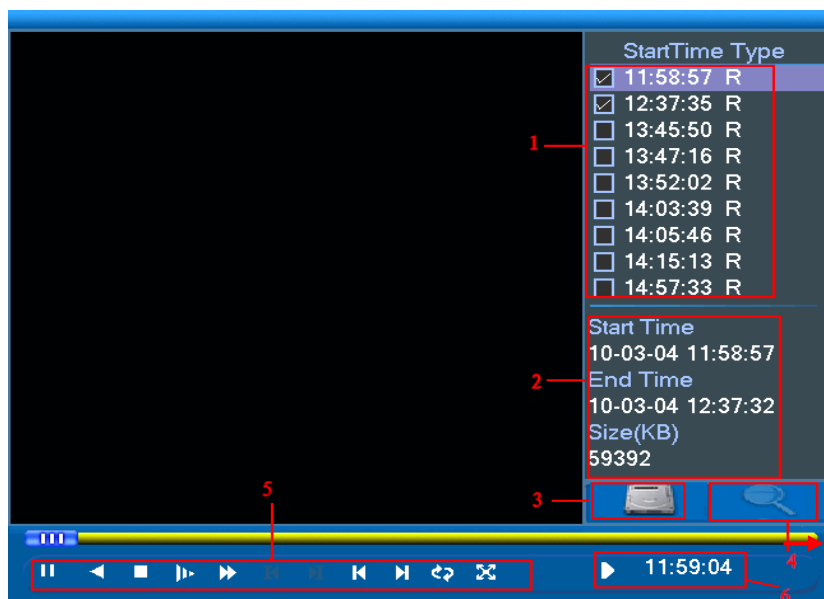 StartTime Type
11:58:57 R
12:37:35 R
13:45:50 R
13:47:16 R
13:52:02 R
14:03:39 R
14:05:46 R
14:15:13 R
14:57:33 R
1
Start Time
10-03-04 11:58:57
End Time
10-03-04 12:37:32
Size(KB)
59392
2
3
4
5
11:59:04
6